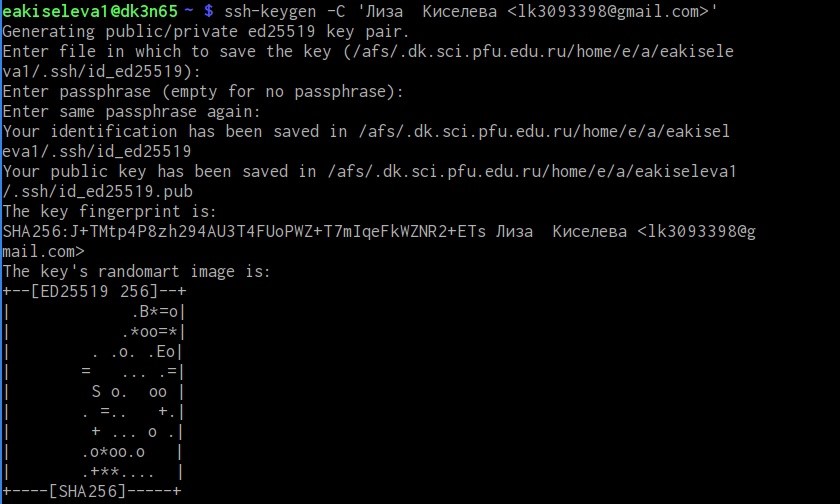 eakiseleva1@dk3n65 ~ $ ssh-keygen -C 'Лиза  Киселева <lk3093398@gmail.com>'
Generating public/private ed25519 key pair.
Enter file in which to save the key (/afs/.dk.sci.pfu.edu.ru/home/e/a/eakisele
va1/.ssh/id_ed25519):
Enter passphrase (empty for no passphrase):
Enter same passphrase again:
Your identification has been saved in /afs/.dk.sci.pfu.edu.ru/home/e/a/eakisel
eva1/.ssh/id_ed25519
Your public key has been saved in /afs/.dk.sci.pfu.edu.ru/home/e/a/eakiseleva1
/.ssh/id_ed25519.pub
The key fingerprint is:
SHA256:J+TMtp4P8zh294AU3T4FUoPWZ+T7mIqeFkWZNR2+ETs Лиза  Киселева <lk3093398@g
mail.com>
The key's randomart image is:
+--[ED25519 256]--+
|            .B*=o|
|           .*oo=*|
|        . .o. .Eo|
|       =   ... .=|
|        S o.  oo |
|       . =..   +.|
|        + ... o .|
|       .o*oo.o   |
|       .+**....  |
+----[SHA256]-----+